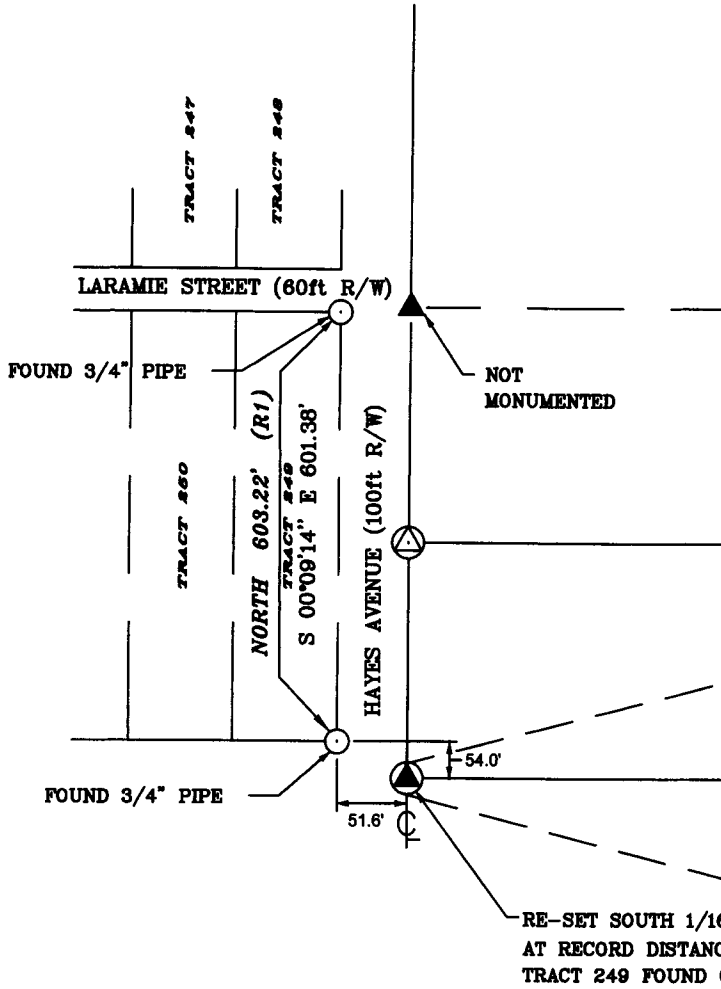 TRACT 247
TRACT 248
LARAMIE STREET (60ft R/W)
FOUND 3/4" PIPE
NOT
MONUMENTED
TRACT 250
NORTH 603.22' (R1)
TRACT 249
S 00°09'14" E 601.38'
HAYES AVENUE (100ft R/W)
54.0'
FOUND 3/4" PIPE
51.6'
RE-SET SOUTH 1/16
AT RECORD DISTANC
TRACT 249 FOUND